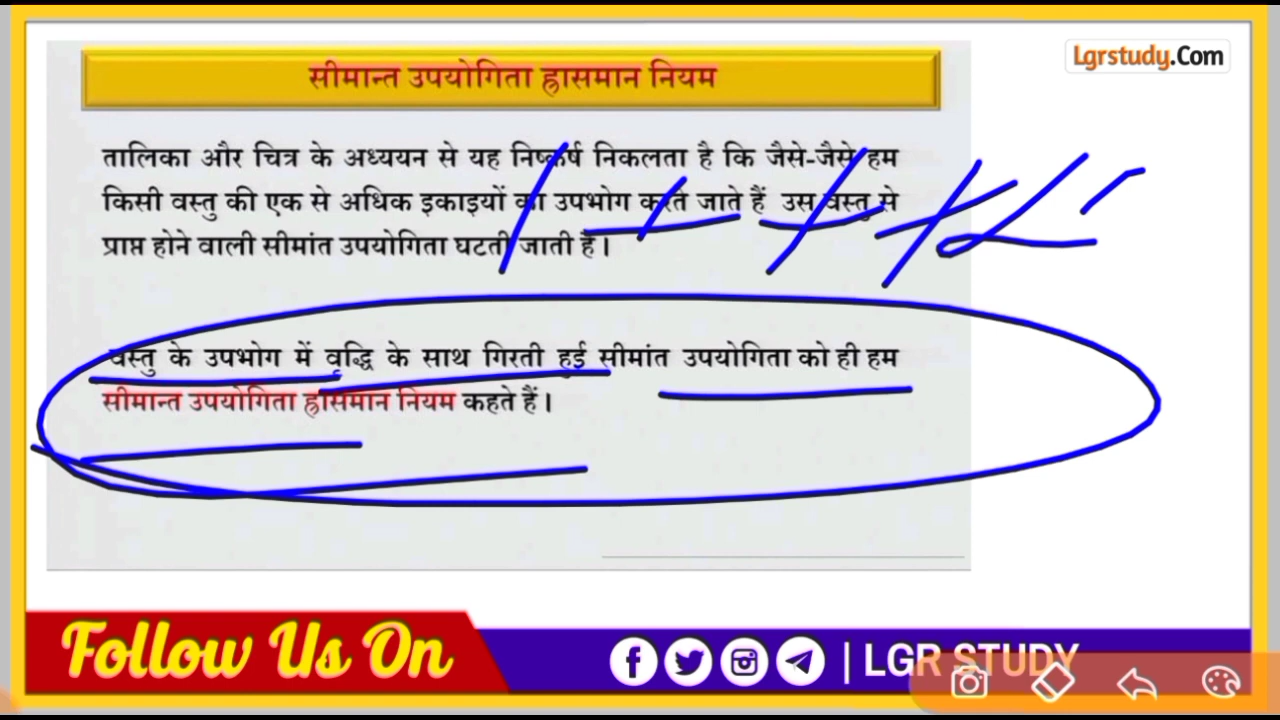 Lgrstudy.Com
सीमान्त उपयोगिता ह्रासमान नियम
तालिका और चित्र के अध्ययन से यह निष्कर्ष निकलता है कि जैसे-जैसे हम
किसी वस्तु की एक से अधिक इकाइयों का उपभोग करते जाते हैं उस वस्तु से
प्राप्त होने वाली सीमांत उपयोगिता घटती जाती है।
वस्तु के उपभोग में वृद्धि के साथ गिरती हुई सीमांत उपयोगिता को ही हम
सीमान्त उपयोगिता ह्रासमान नियम कहते हैं।
Follow Us On
| LGR STUDY